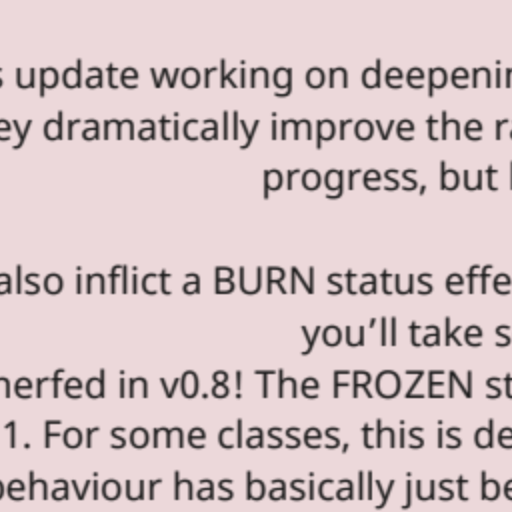 update working on deepenin
ey dramatically improve the ra
progress, but
also inflict a BURN status effe
you’ll take s
nerfed in v0.8! The FROZEN st
1. For some classes, this is de
behaviour has basically just be